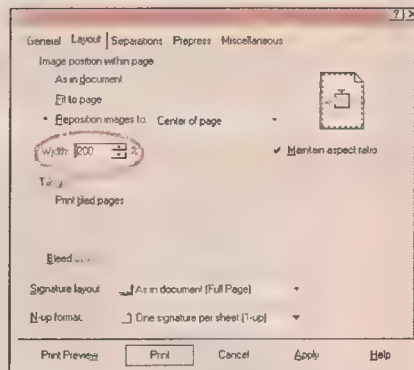 General Layout Separations Prepress Miscellaneous
Image position within page
As in document
Fit to page
Reposition images to: Center of page
Width: 200 %
Maintain aspect ratio
Print tiled pages
Bleed
Signature layout: As in document (Full Page)
N-up format: One signature per sheet (1-up)
Print Preview Print Cancel Apply Help